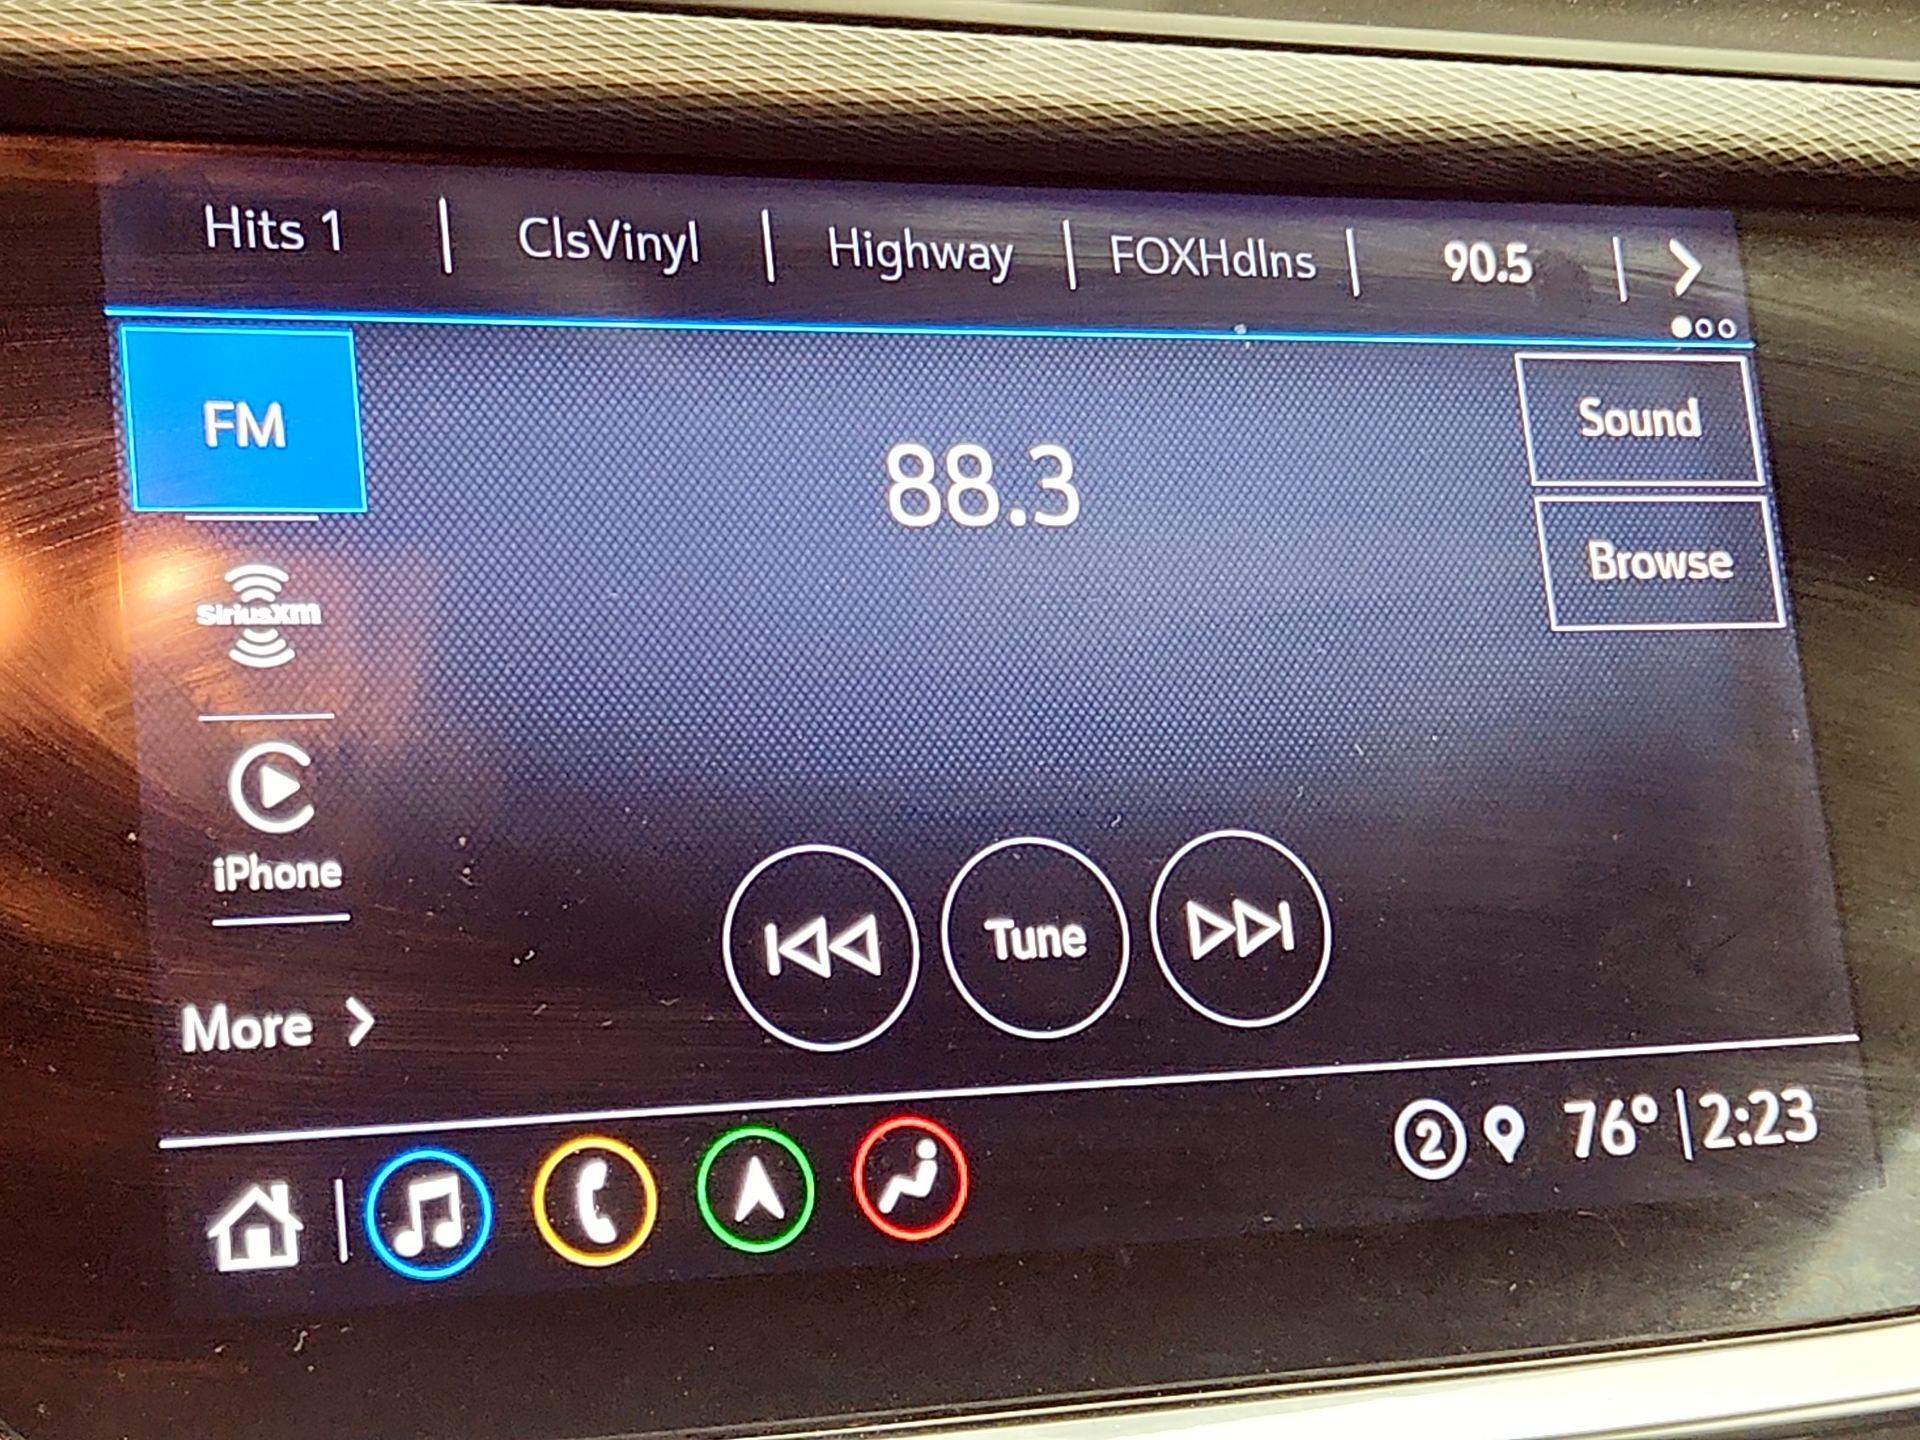 Hits 1 | ClsVinyl | Highway | FOXHdlns | 90.5 |
FM
88.3
Sound
Browse
SiriusXm
iPhone
Tune
More
2 76° | 2:23